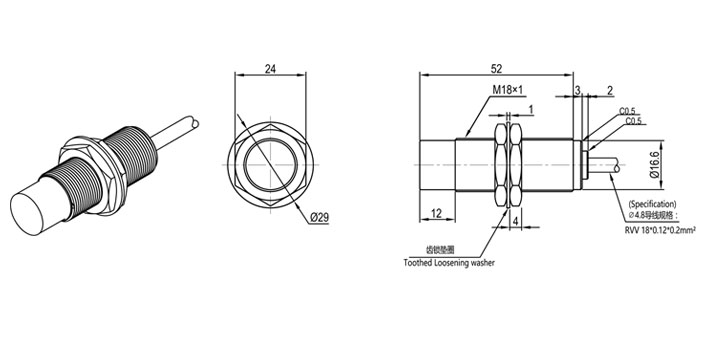 24
Ø29
52
M18×1
1
3
2
C0.5
C0.5
Ø16.6
12
4
齿锁垫圈
Toothed Loosening washer
(Specification)
∅4.8导线规格：
RVV 18*0.12*0.2mm²